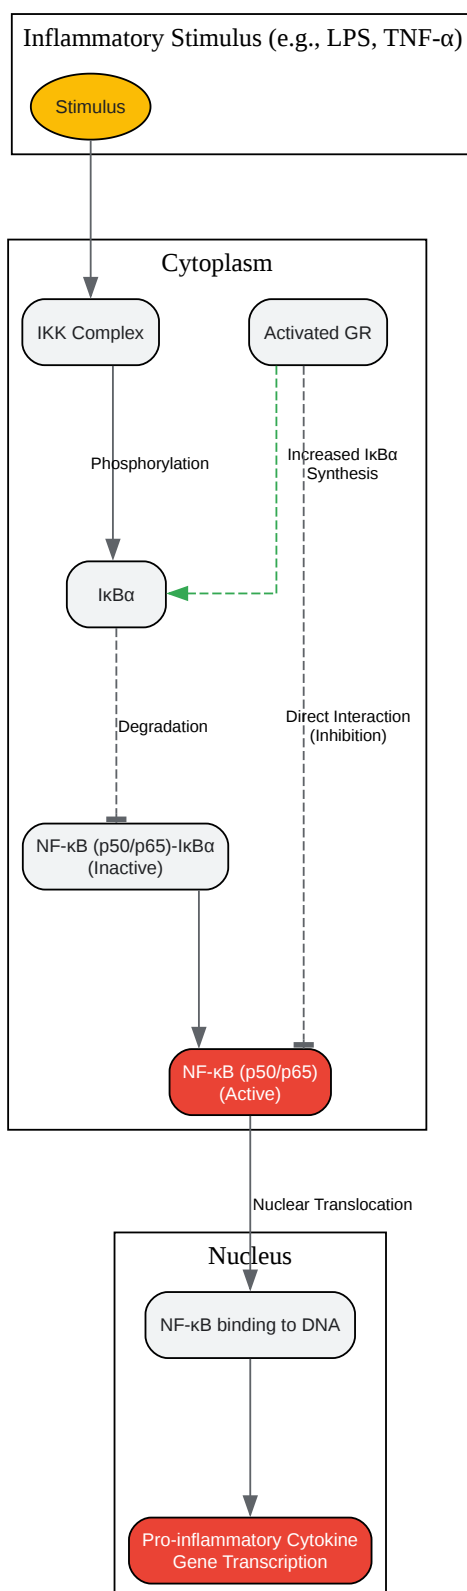 Inflammatory Stimulus (e.g., LPS, TNF-α)
Stimulus
Cytoplasm
IKK Complex
Activated GR
Phosphorylation
Increased IκBα
Synthesis
IκBα
Degradation
Direct Interaction
(Inhibition)
NF-κB (p50/p65)-IκBα
(Inactive)
NF-κB (p50/p65)
(Active)
Nuclear Translocation
Nucleus
NF-κB binding to DNA
Pro-inflammatory Cytokine
Gene Transcription